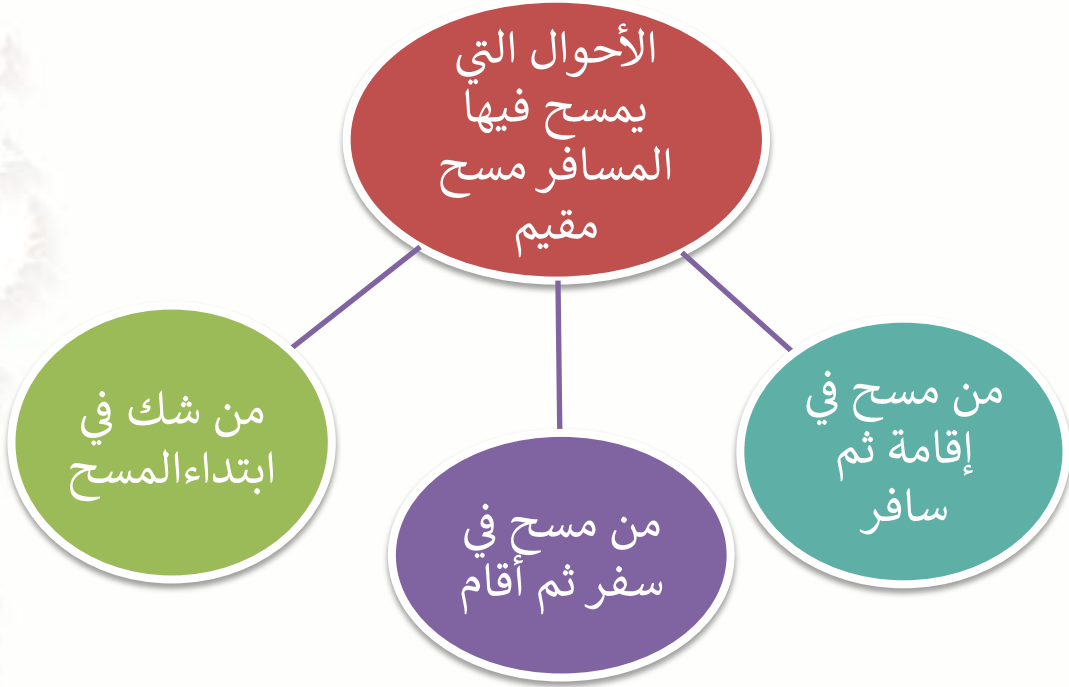 الأحوال التي
يمسح فيها
المسافر مسح
مقيم
من مسح في
إقامة ثم
سافر
من مسح في
سفر ثم أقام
من شك في
ابتداءالمسح